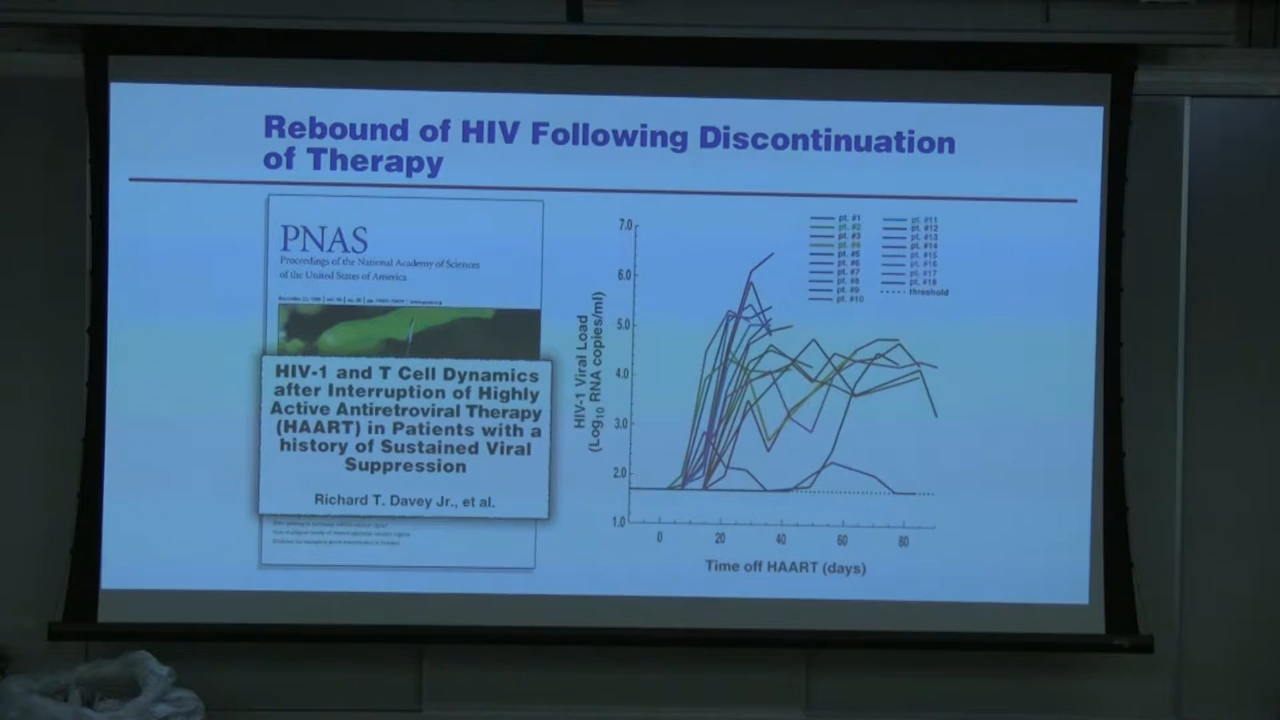 Rebound of HIV Following Discontinuation
of Therapy
PNAS
Proceedings of the National Academy of Sciences
of the United States of America
HIV-1 and T Cell Dynamics
after Interruption of Highly
Active Antiretroviral Therapy
(HAART) in Patients with a
history of Sustained Viral
Suppression
Richard T. Davey Jr., et al.
HIV-1 Viral Load
(Log10 RNA copies/ml)
7.0
6.0
5.0
4.0
3.0
2.0
1.0
0 20 40 60 80
Time off HAART (days)
pt. #1
pt. #2
pt. #3
pt. #4
pt. #5
pt. #6
pt. #7
pt. #8
pt. #9
pt. #10
pt. #11
pt. #12
pt. #13
pt. #14
pt. #15
pt. #16
pt. #17
pt. #18
threshold